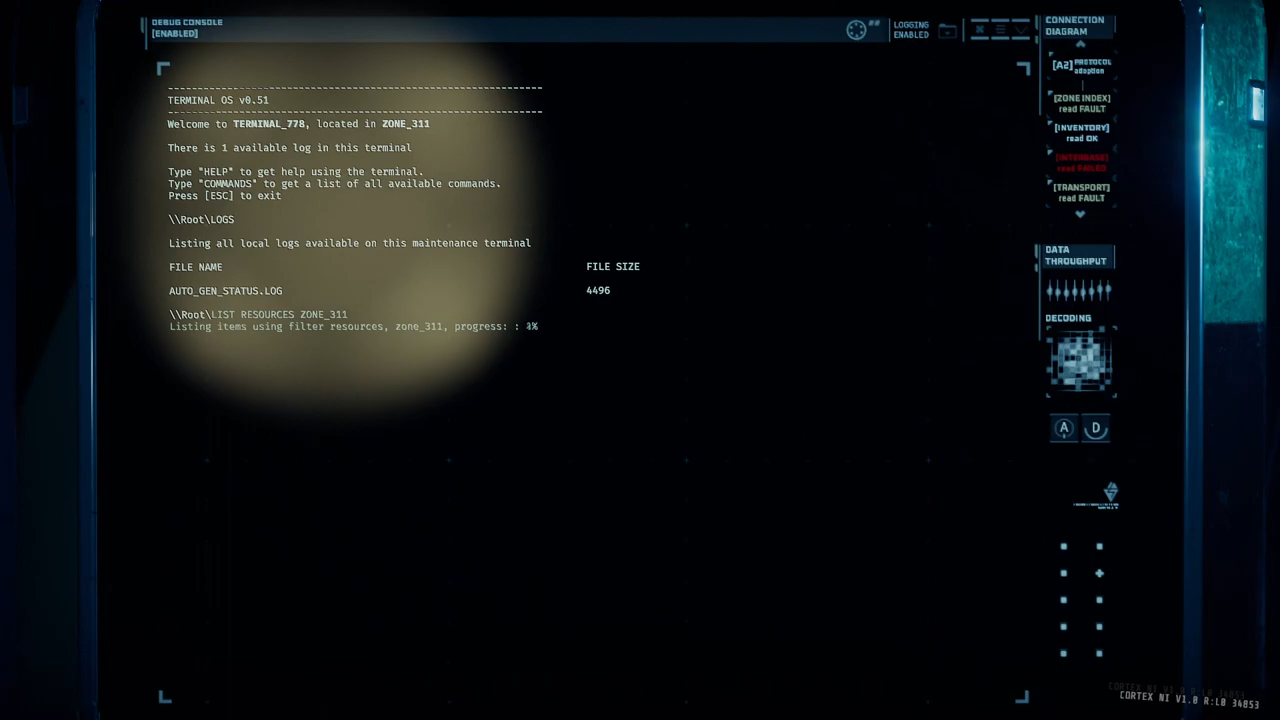 DEBUG CONSOLE
[ENABLED]
LOGGING
ENABLED
------------------------------------------------------------
TERMINAL OS v0.51
------------------------------------------------------------
Welcome to TERMINAL_778, located in ZONE_311
There is 1 available log in this terminal
Type "HELP" to get help using the terminal.
Type "COMMANDS" to get a list of all available commands.
Press [ESC] to exit
\\Root\LOGS
Listing all local logs available on this maintenance terminal
FILE NAME FILE SIZE
AUTO_GEN_STATUS.LOG 4496
\\Root\LIST RESOURCES ZONE_311
Listing items using filter resources, zone_311, progress: : %
CONNECTION
DIAGRAM
[A2] PROTOCOL
adoption
[ZONE INDEX]
read FAULT
[INVENTORY]
read OK
[INTERBASE]
read FAILED
[TRANSPORT]
read FAULT
DATA
THROUGHPUT
DECODING
A D
CORTEX NI V1.0 R:L0 34853